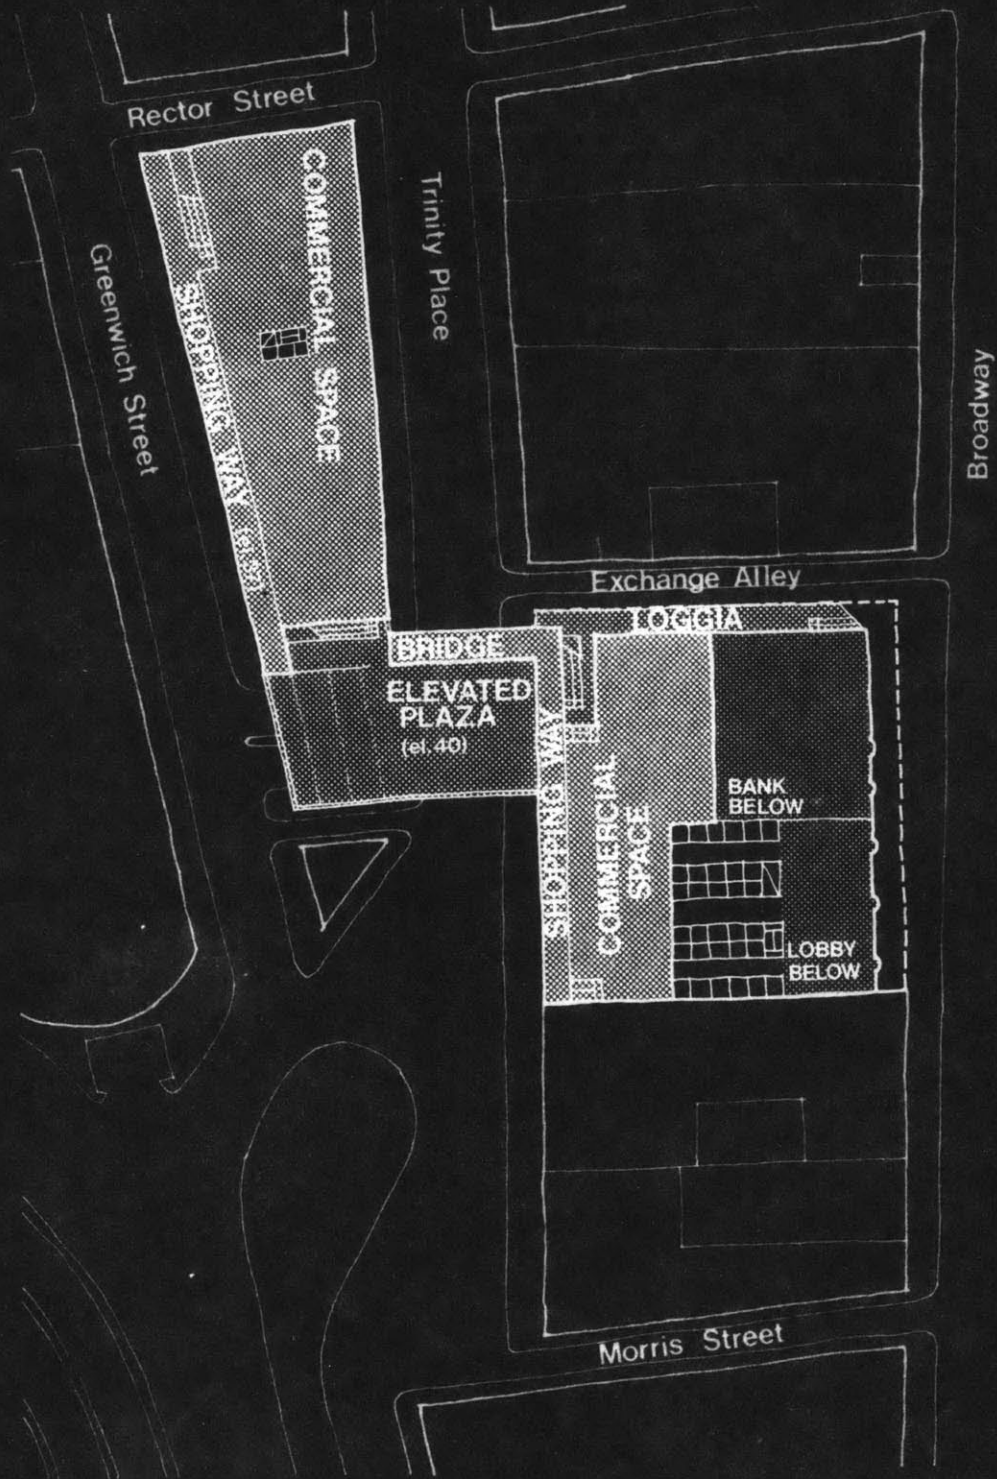 Rector Street
COMMERCIAL SPACE
Trinity Place
Greenwich Street
SHOPPING WAY
Broadway
Exchange Alley
LOGGIA
BRIDGE
ELEVATED
PLAZA
(el.40)
SHOPPING WAY
COMMERCIAL
SPACE
BANK
BELOW
LOBBY
BELOW
Morris Street